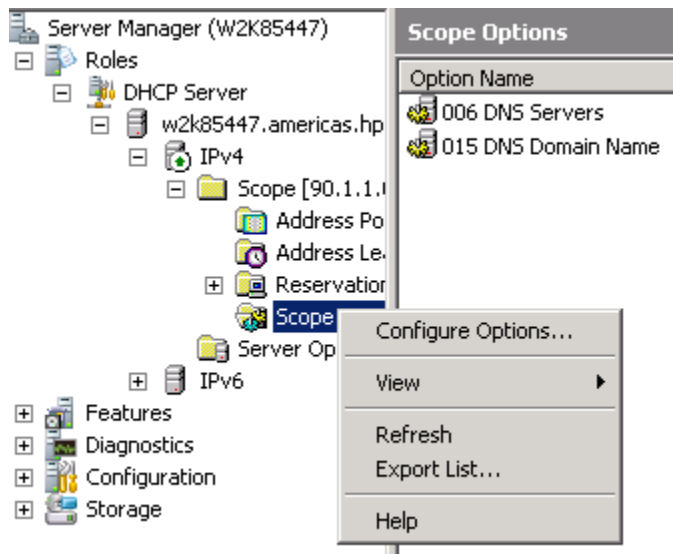 Server Manager (W2K85447)
Roles
DHCP Server
w2k85447.americas.hp
IPv4
Scope [90.1.1.
Address Po
Address Le
Reservation
Scope
Server Op
IPv6
Features
Diagnostics
Configuration
Storage
Scope Options
Option Name
006 DNS Servers
015 DNS Domain Name
Configure Options...
View
Refresh
Export List...
Help